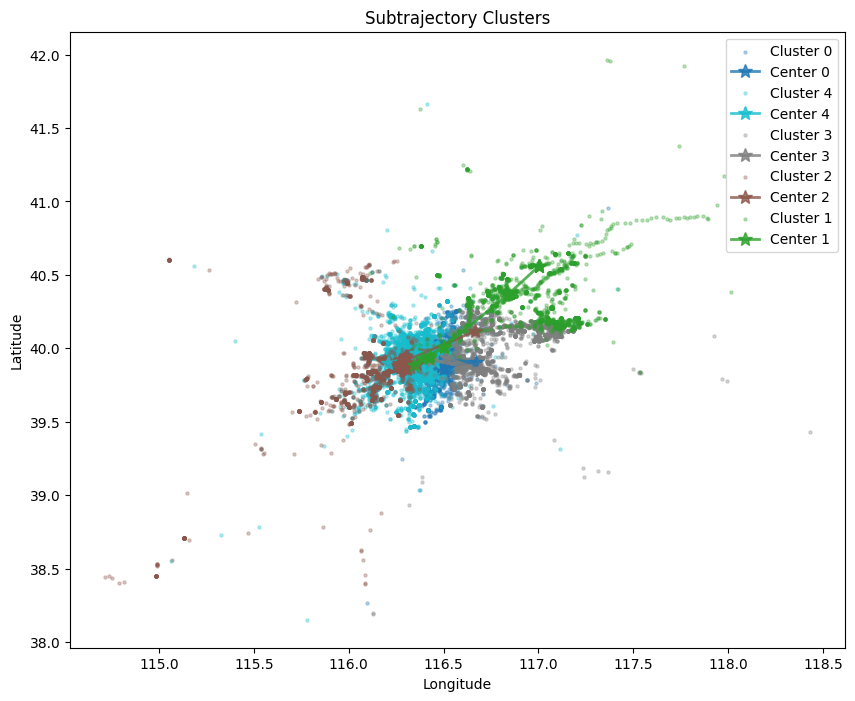 Subtrajectory Clusters
Cluster 0
Center 0
Cluster 4
Center 4
Cluster 3
Center 3
Cluster 2
Center 2
Cluster 1
Center 1
Latitude
42.0
41.5
41.0
40.5
40.0
39.5
39.0
38.5
38.0
115.0 115.5 116.0 116.5 117.0 117.5 118.0 118.5
Longitude